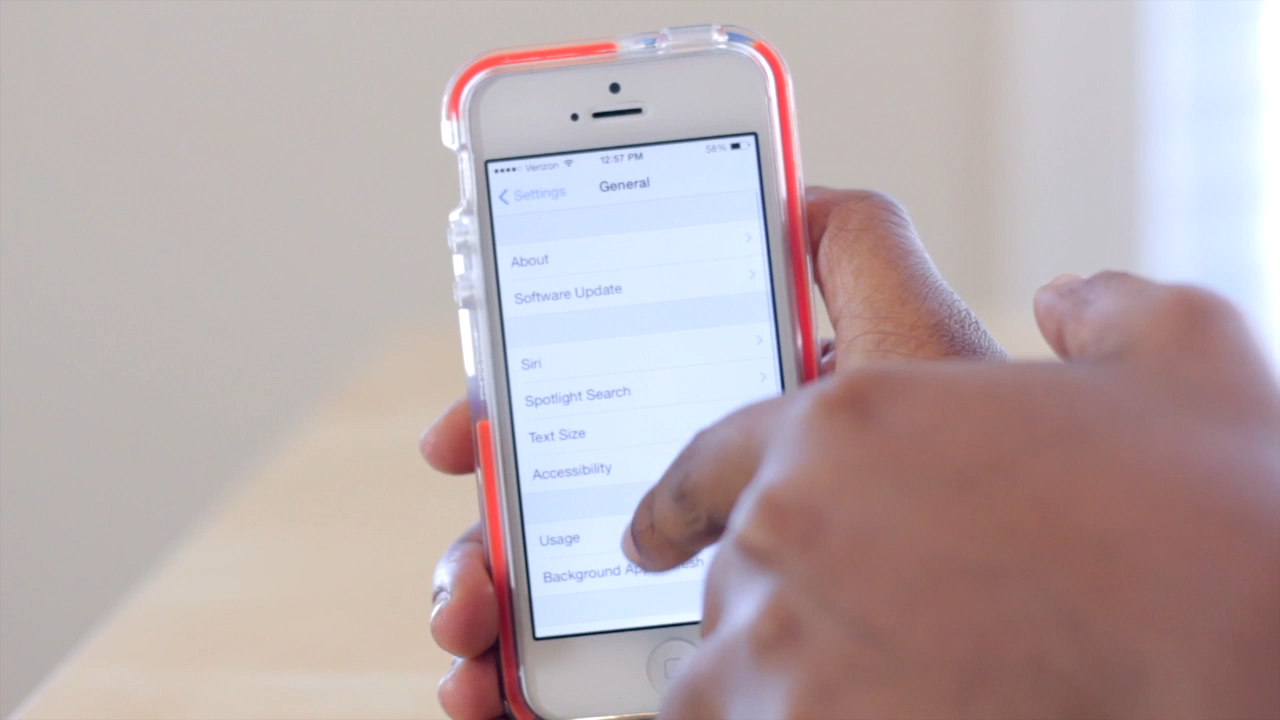 Verizon 12:57 PM 58%
Settings General
About
Software Update
Siri
Spotlight Search
Text Size
Accessibility
Usage
Background